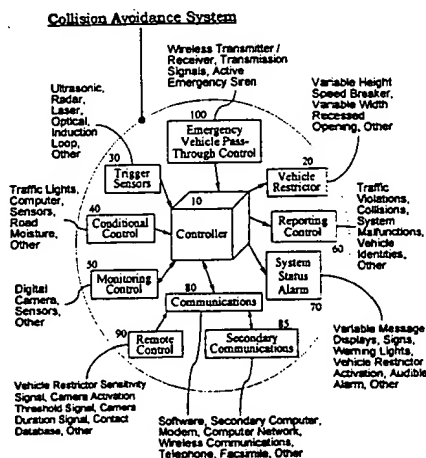 Collision Avoidance System
Wireless Transmitter /
Receiver, Transmission
Signals, Active
Emergency Siren
Ultrasonic,
Radar,
Laser,
Optical,
Induction
Loop,
Other
Variable Height
Speed Breaker,
Variable Width
Recessed
Opening, Other
100
Emergency
Vehicle Pass-
Through Control
30
Trigger
Sensors
20
Vehicle
Restrictor
10
Controller
Traffic Lights,
Computer,
Sensors,
Road
Moisture,
Other
40
Conditional
Control
Reporting
Control
60
Traffic
Violations,
Collisions,
System
Malfunctions,
Vehicle
Identities,
Other
50
Monitoring
Control
System
Status
Alarm
70
Digital
Camera,
Sensors,
Other
80
Communications
90
Remote
Control
85
Secondary
Communications
Variable Message
Displays, Signs,
Warning Lights,
Vehicle Restrictor
Activation, Audible
Alarm, Other
Vehicle Restrictor Sensitivity
Signal, Camera Activation
Threshold Signal, Camera
Duration Signal, Contact
Database, Other
Software, Secondary Computer,
Modem, Computer Network,
Wireless Communications,
Telephone, Facsimile, Other